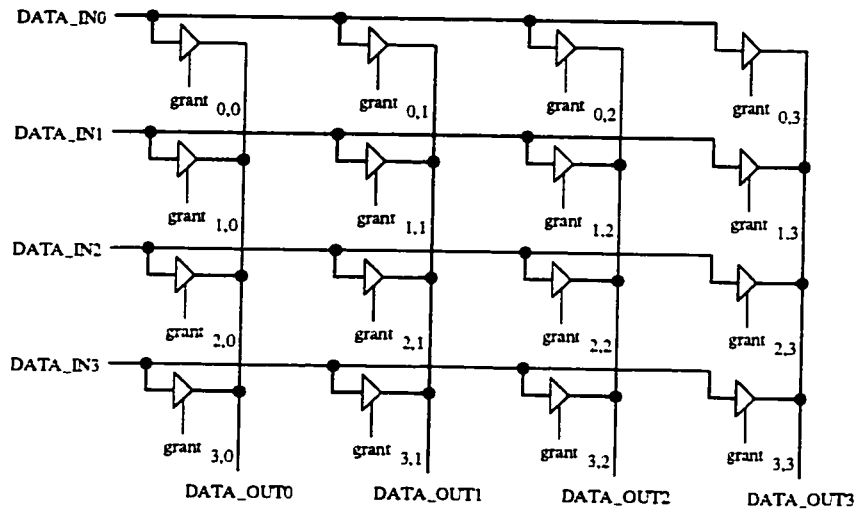 DATA_IN0
grant 0,0
grant 0,1
grant 0,2
grant 0,3
DATA_IN1
grant 1,0
grant 1,1
grant 1,2
grant 1,3
DATA_IN2
grant 2,0
grant 2,1
grant 2,2
grant 2,3
DATA_IN3
grant 3,0
grant 3,1
grant 3,2
grant 3,3
DATA_OUT0
DATA_OUT1
DATA_OUT2
DATA_OUT3